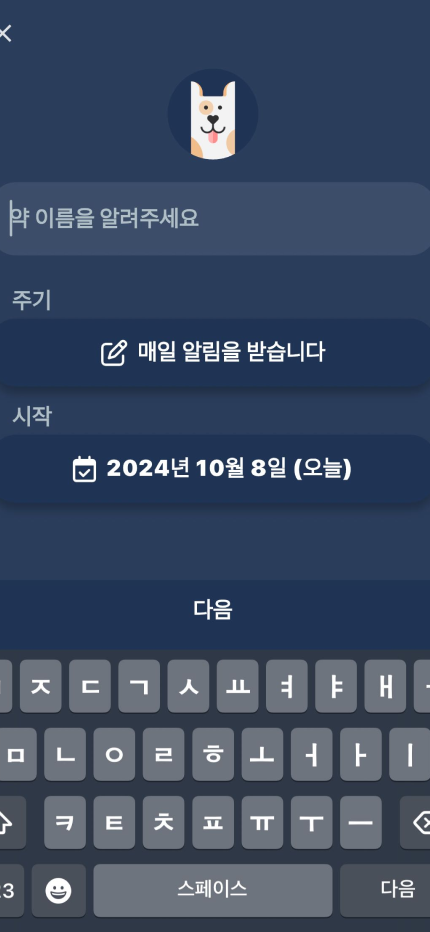 약 이름을 알려주세요
주기
매일 알림을 받습니다
시작
2024년 10월 8일 (오늘)
다음
ㅈ ㄷ ㄱ ㅅ ㅛ ㅕ ㅑ ㅐ
ㅁ ㄴ ㅇ ㄹ ㅎ ㅗ ㅓ ㅏ ㅣ
ㅋ ㅌ ㅊ ㅍ ㅠ ㅜ ㅡ
23 스페이스 다음